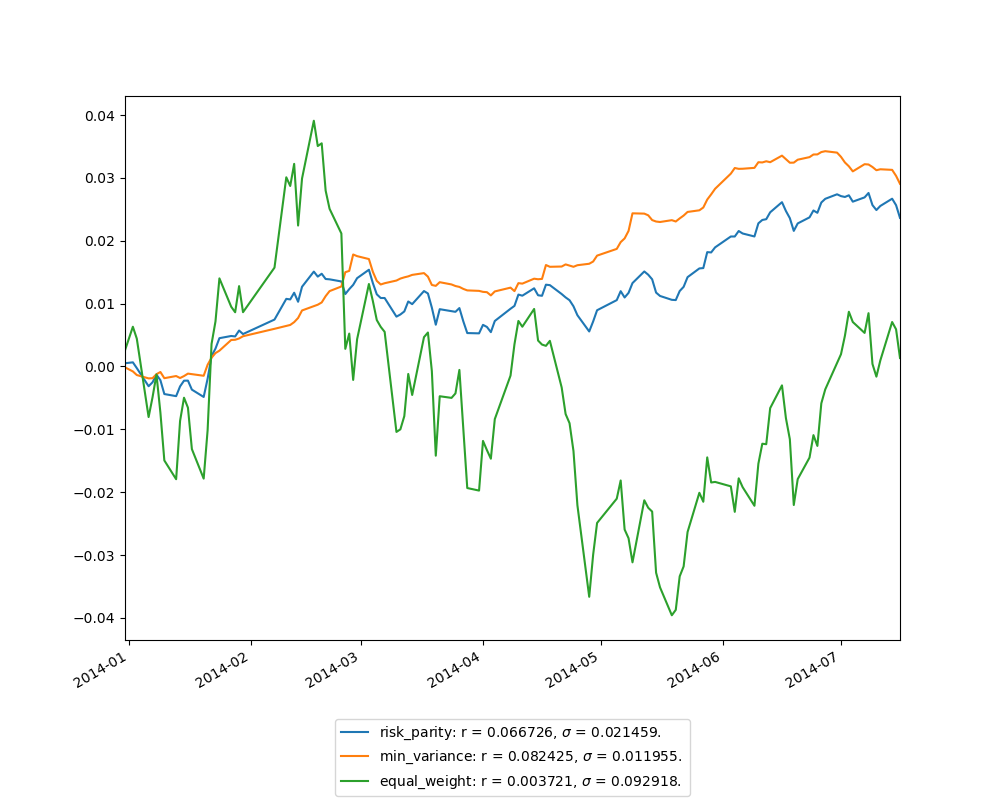 0.04
0.03
0.02
0.01
0.00
−0.01
−0.02
−0.03
−0.04
2014-01 2014-02 2014-03 2014-04 2014-05 2014-06 2014-07
risk_parity: r = 0.066726, σ = 0.021459.
min_variance: r = 0.082425, σ = 0.011955.
equal_weight: r = 0.003721, σ = 0.092918.